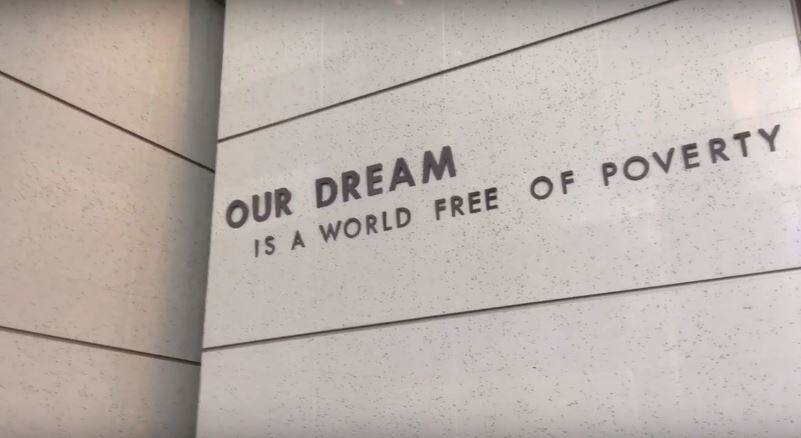 OUR DREAM
IS A WORLD FREE OF POVERTY